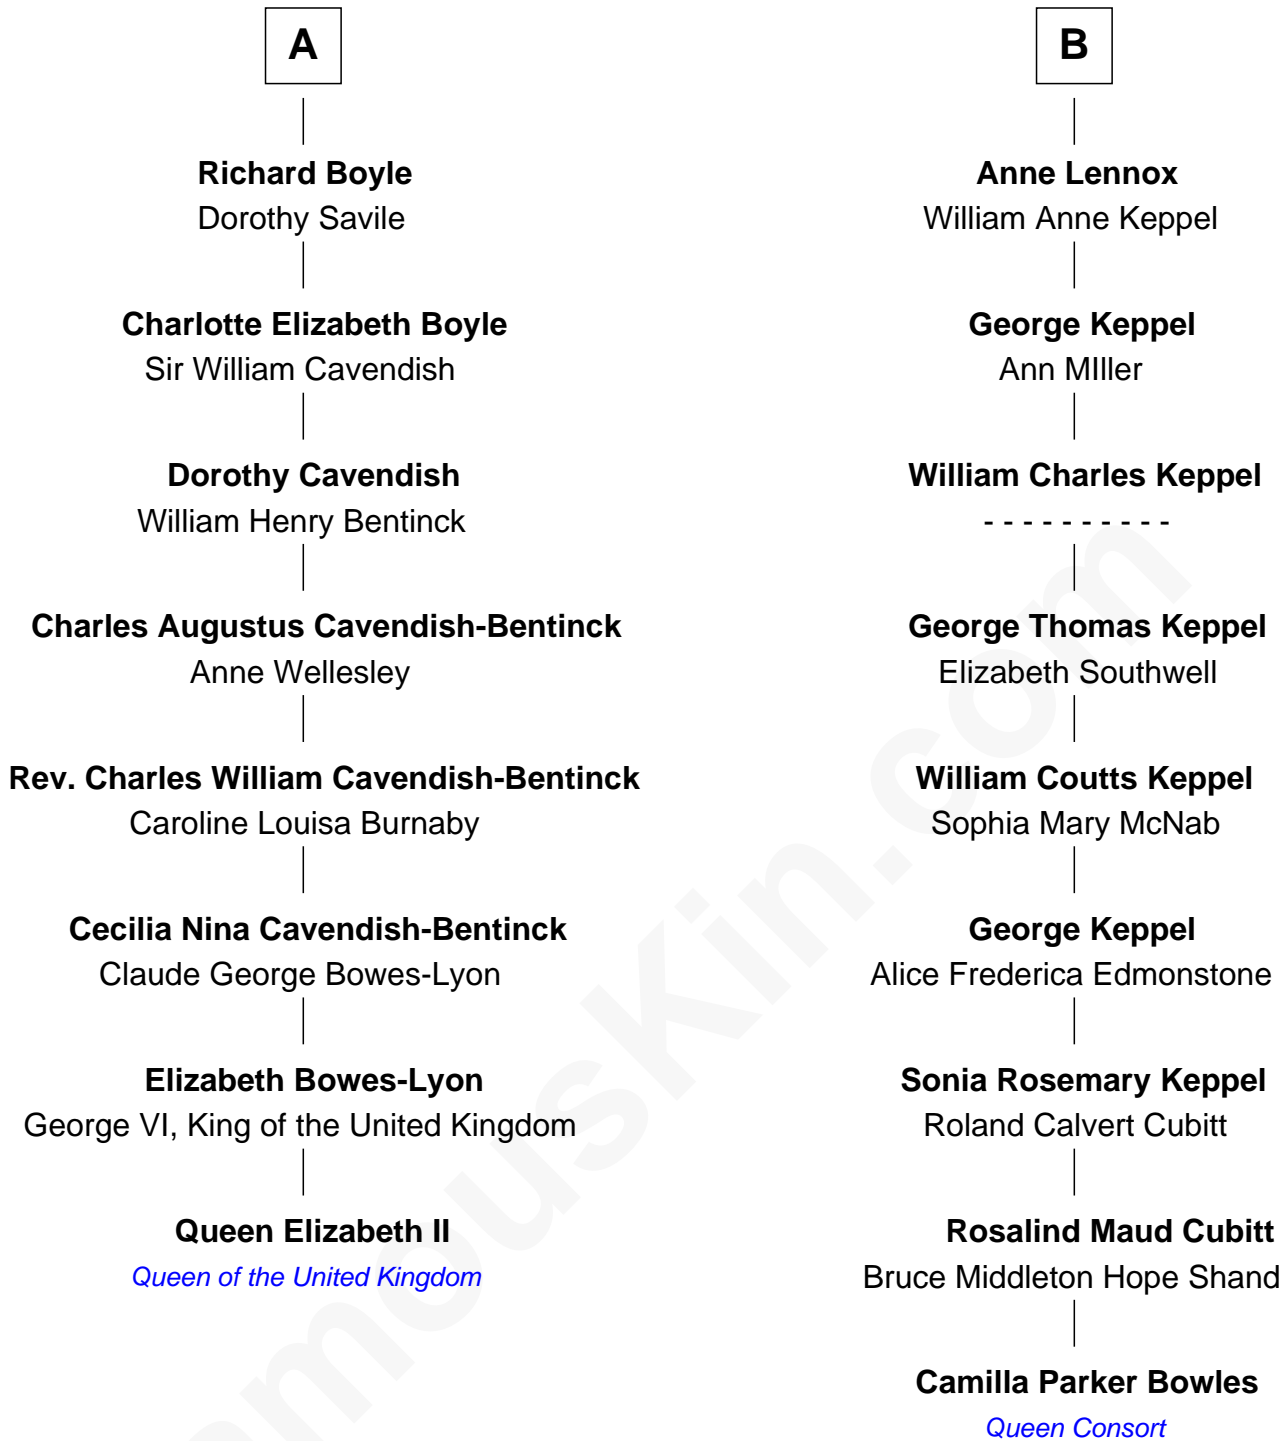 A
Richard Boyle
Dorothy Savile
Charlotte Elizabeth Boyle
Sir William Cavendish
Dorothy Cavendish
William Henry Bentinck
Charles Augustus Cavendish-Bentinck
Anne Wellesley
Rev. Charles William Cavendish-Bentinck
Caroline Louisa Burnaby
Cecilia Nina Cavendish-Bentinck
Claude George Bowes-Lyon
Elizabeth Bowes-Lyon
George VI, King of the United Kingdom
Queen Elizabeth II
Queen of the United Kingdom
B
Anne Lennox
William Anne Keppel
George Keppel
Ann MIller
William Charles Keppel
- - - - - - - - - -
George Thomas Keppel
Elizabeth Southwell
William Coutts Keppel
Sophia Mary McNab
George Keppel
Alice Frederica Edmonstone
Sonia Rosemary Keppel
Roland Calvert Cubitt
Rosalind Maud Cubitt
Bruce Middleton Hope Shand
Camilla Parker Bowles
Queen Consort
amousKin.com